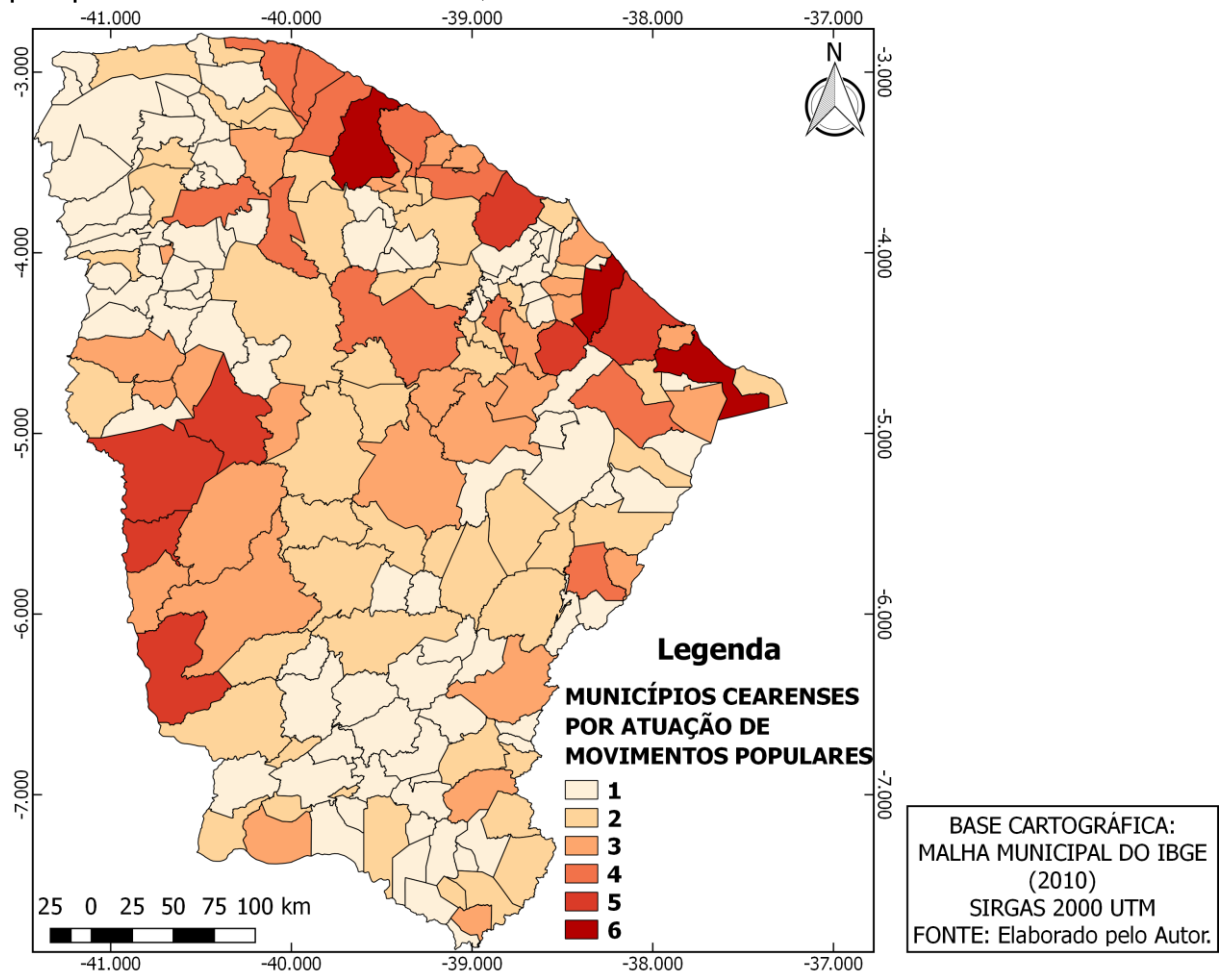 -41.000 -40.000 -39.000 -38.000 -37.000
N
-3.000 -3.000
-4.000 -4.000
-5.000 -5.000
-6.000 -6.000
-7.000 -7.000
Legenda
MUNICÍPIOS CEARENSES
POR ATUAÇÃO DE
MOVIMENTOS POPULARES
1
2
3
4
5
6
25 0 25 50 75 100 km
-41.000 -40.000 -39.000 -38.000 -37.000
BASE CARTOGRÁFICA:
MALHA MUNICIPAL DO IBGE
(2010)
SIRGAS 2000 UTM
FONTE: Elaborado pelo Autor.